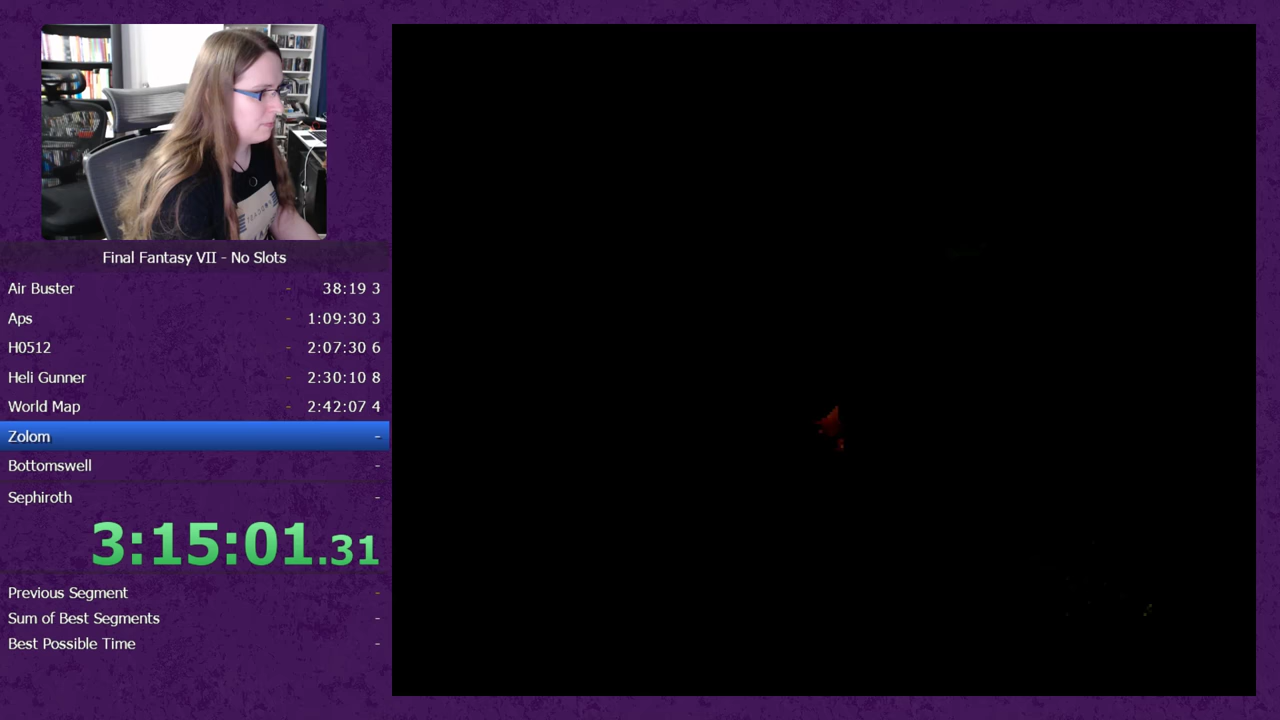 Final Fantasy VII - No Slots
Air Buster - 38:19 3
Aps - 1:09:30 3
H0512 - 2:07:30 6
Heli Gunner - 2:30:10 8
World Map - 2:42:07 4
Zolom -
Bottomswell -
Sephiroth -
3:15:01.31
Previous Segment -
Sum of Best Segments -
Best Possible Time -